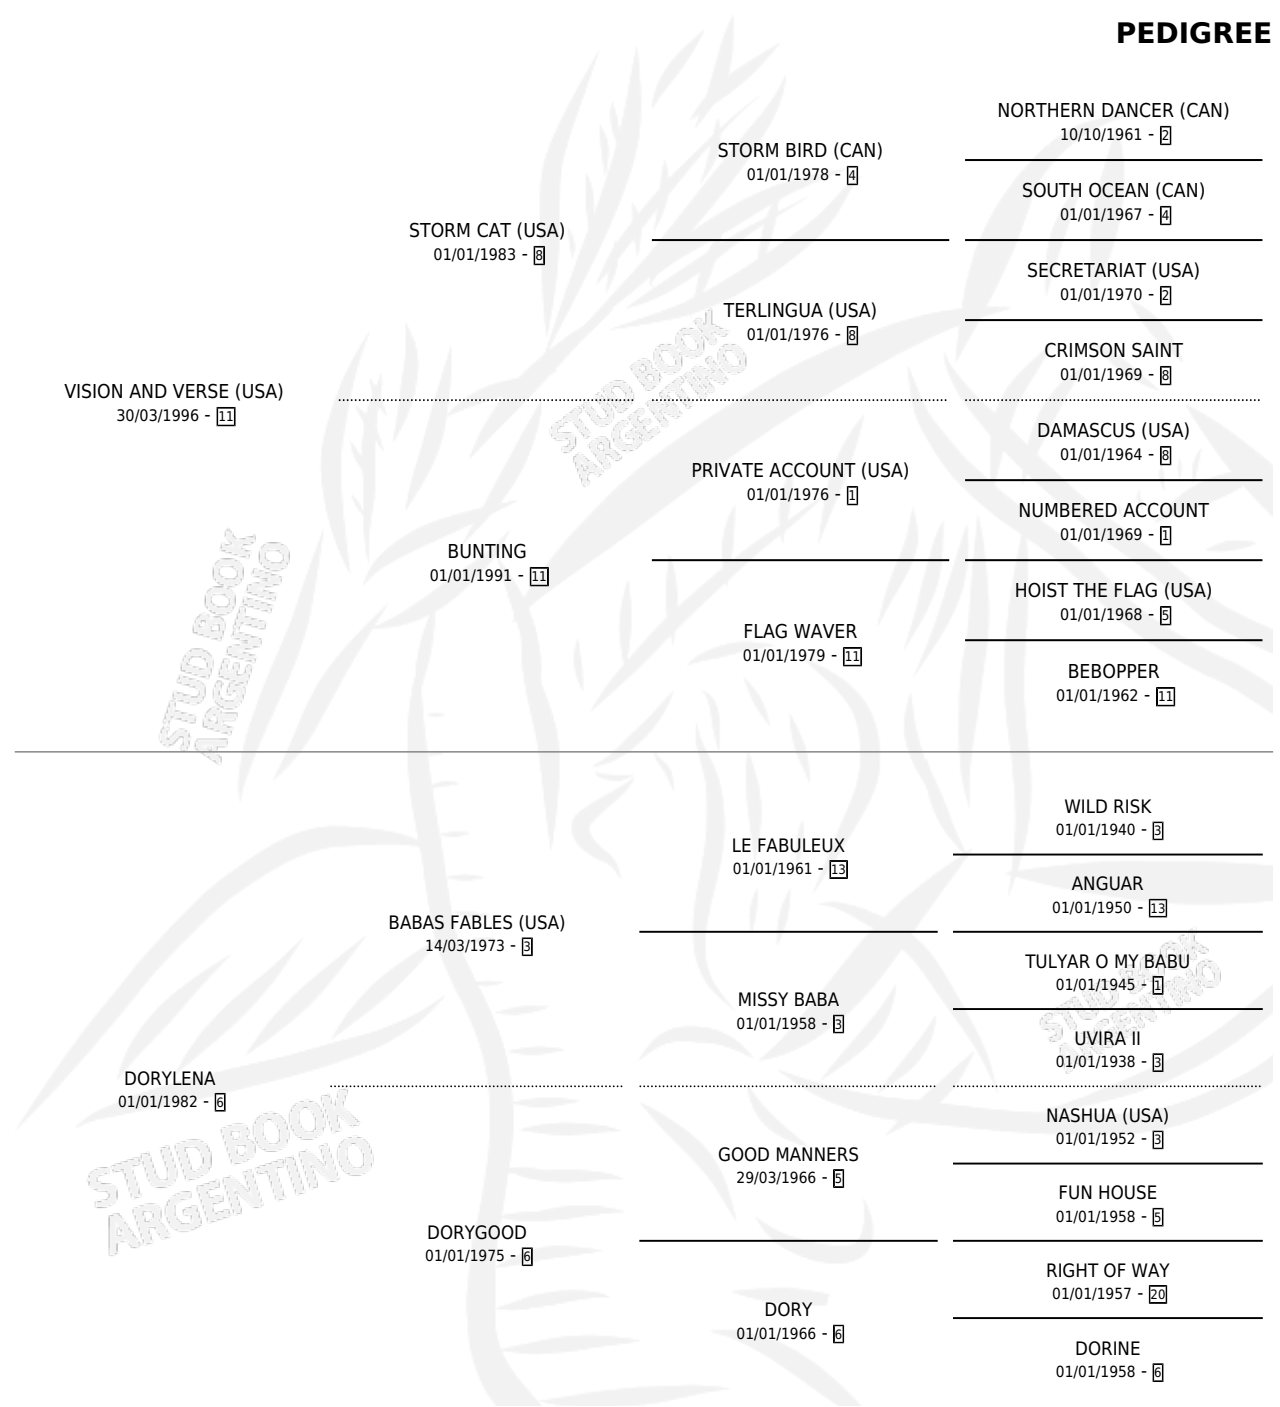 PEDIGREE
NORTHERN DANCER (CAN)
10/10/1961 - 2
STORM BIRD (CAN)
01/01/1978 - 4
SOUTH OCEAN (CAN)
01/01/1967 - 4
STORM CAT (USA)
01/01/1983 - 8
SECRETARIAT (USA)
01/01/1970 - 2
TERLINGUA (USA)
01/01/1976 - 8
CRIMSON SAINT
01/01/1969 - 8
VISION AND VERSE (USA)
30/03/1996 - 11
STUD BOOK
ARGENTINO
DAMASCUS (USA)
01/01/1964 - 8
PRIVATE ACCOUNT (USA)
01/01/1976 - 1
NUMBERED ACCOUNT
01/01/1969 - 1
BUNTING
01/01/1991 - 11
HOIST THE FLAG (USA)
01/01/1968 - 5
FLAG WAVER
01/01/1979 - 11
BEBOPPER
01/01/1962 - 11
STUD BOOK
ARGENTINO
WILD RISK
01/01/1940 - 3
LE FABULEUX
01/01/1961 - 13
ANGUAR
01/01/1950 - 13
BABAS FABLES (USA)
14/03/1973 - 3
TULYAR O MY BABU
01/01/1945 - 1
MISSY BABA
01/01/1958 - 3
UVIRA II
01/01/1938 - 3
STUD BOOK
ARGENTINO
DORYLENA
01/01/1982 - 6
NASHUA (USA)
01/01/1952 - 3
GOOD MANNERS
29/03/1966 - 5
FUN HOUSE
01/01/1958 - 5
STUD BOOK
ARGENTINO
DORYGOOD
01/01/1975 - 6
RIGHT OF WAY
01/01/1957 - 20
DORY
01/01/1966 - 6
DORINE
01/01/1958 - 6